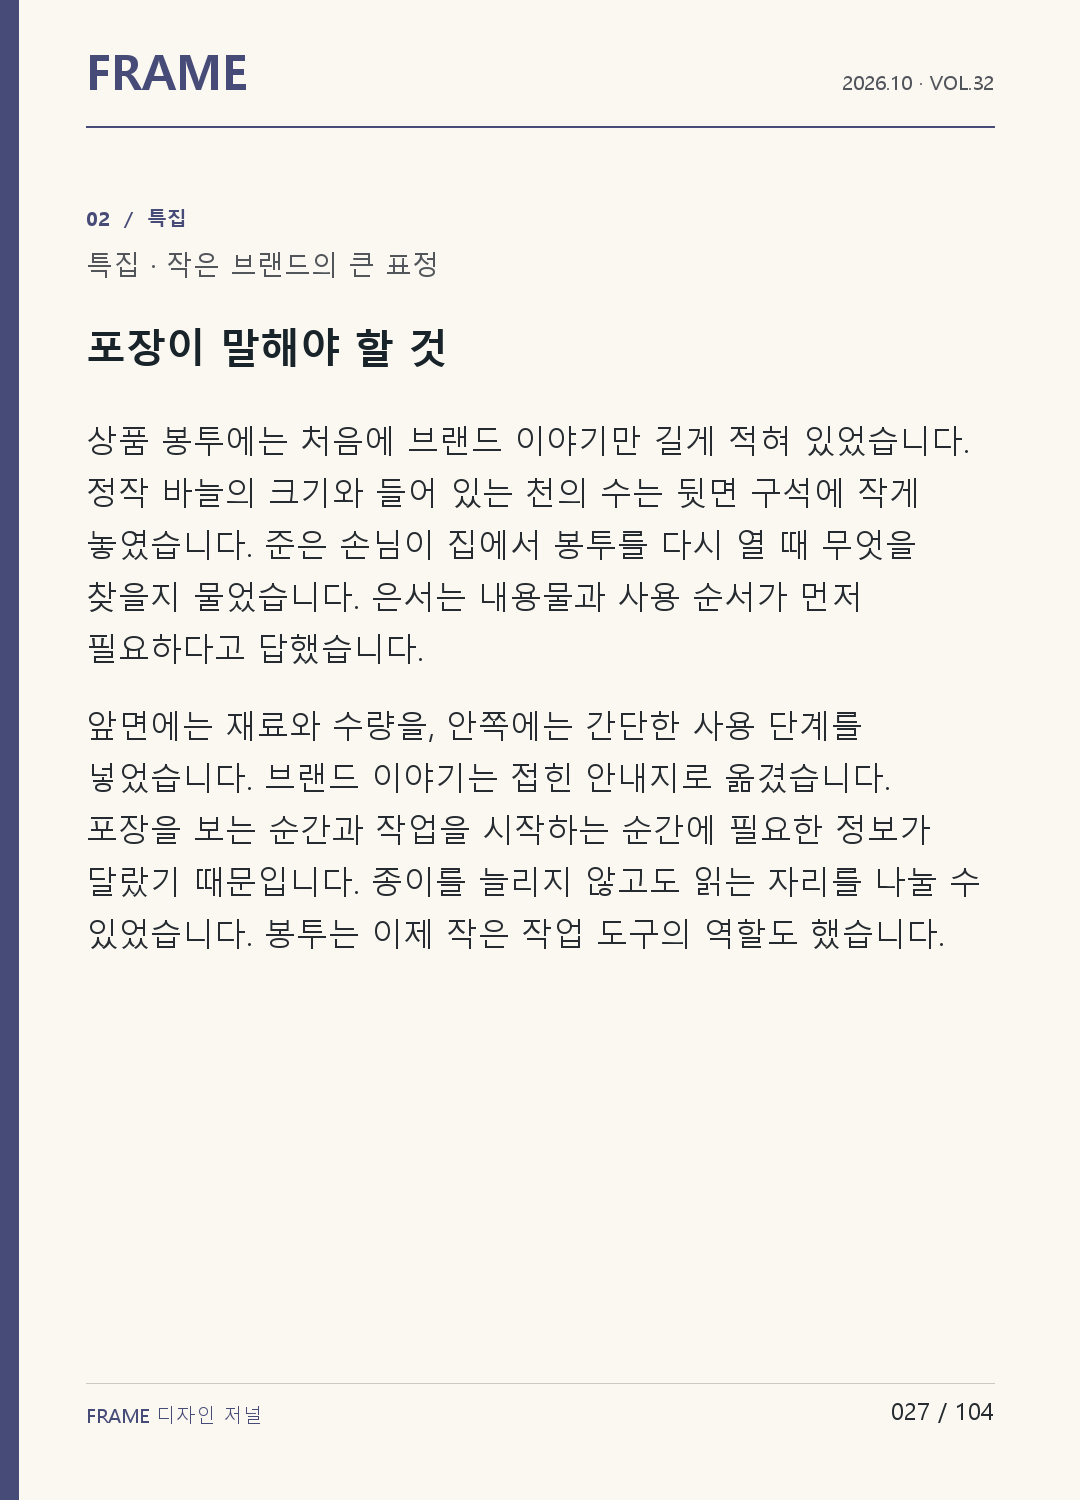 FRAME
2026.10 · VOL.32
02 / 특집
특집 · 작은 브랜드의 큰 표정
포장이 말해야 할 것
상품 봉투에는 처음에 브랜드 이야기만 길게 적혀 있었습니다.
정작 바늘의 크기와 들어 있는 천의 수는 뒷면 구석에 작게
놓였습니다. 준은 손님이 집에서 봉투를 다시 열 때 무엇을
찾을지 물었습니다. 은서는 내용물과 사용 순서가 먼저
필요하다고 답했습니다.
앞면에는 재료와 수량을, 안쪽에는 간단한 사용 단계를
넣었습니다. 브랜드 이야기는 접힌 안내지로 옮겼습니다.
포장을 보는 순간과 작업을 시작하는 순간에 필요한 정보가
달랐기 때문입니다. 종이를 늘리지 않고도 읽는 자리를 나눌 수
있었습니다. 봉투는 이제 작은 작업 도구의 역할도 했습니다.
FRAME 디자인 저널
027 / 104